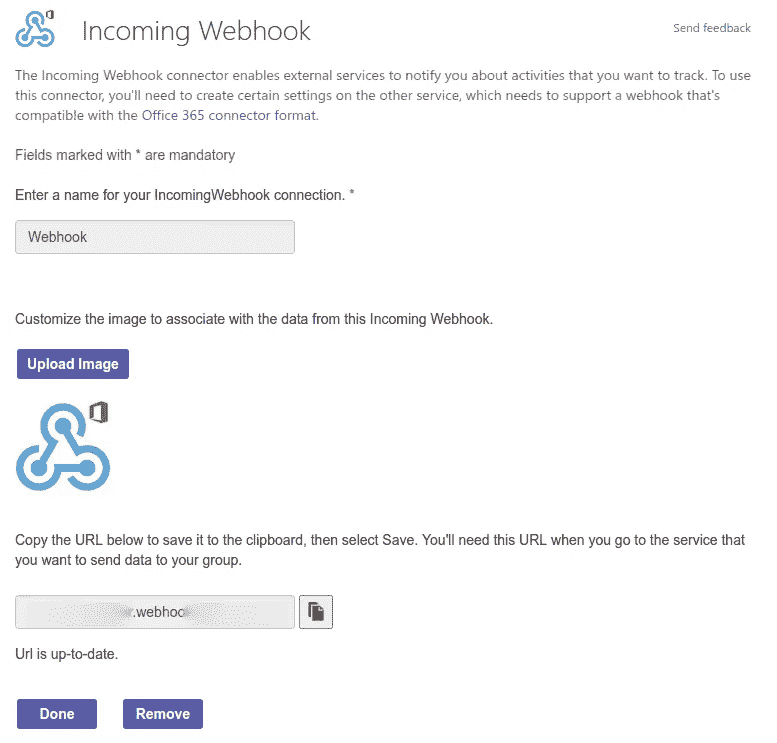 Incoming Webhook
Send feedback
The Incoming Webhook connector enables external services to notify you about activities that you want to track. To use
this connector, you'll need to create certain settings on the other service, which needs to support a webhook that's
compatible with the Office 365 connector format.
Fields marked with * are mandatory
Enter a name for your IncomingWebhook connection. *
Webhook
Customize the image to associate with the data from this Incoming Webhook.
Upload Image
Copy the URL below to save it to the clipboard, then select Save. You'll need this URL when you go to the service that
you want to send data to your group.
.webhoo
Url is up-to-date.
Done
Remove